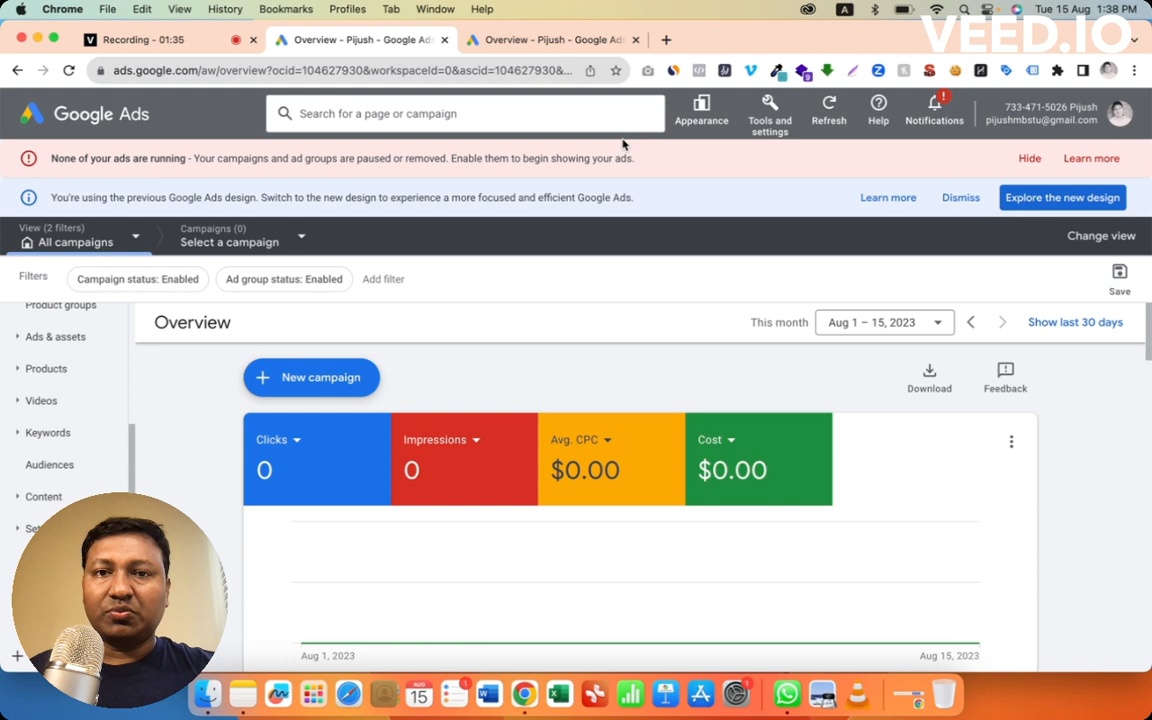 Chrome File Edit View History Bookmarks Profiles Tab Window Help A Tue 15 Aug 1:38 PM
VEED.IO
Recording - 01:35
Overview - Pijush - Google Ads
Overview - Pijush - Google Ads
ads.google.com/aw/overview?ocid=104627930&workspaceId=0&ascid=104627930&...
Google Ads
Search for a page or campaign
Appearance
Tools and
settings
Refresh
Help
!
Notifications
733-471-5026 Pijush
pijushmbstu@gmail.com
None of your ads are running - Your campaigns and ad groups are paused or removed. Enable them to begin showing your ads.
Hide
Learn more
You're using the previous Google Ads design. Switch to the new design to experience a more focused and efficient Google Ads.
Learn more
Dismiss
Explore the new design
View (2 filters)
All campaigns
Campaigns (0)
Select a campaign
Change view
Filters
Campaign status: Enabled
Ad group status: Enabled
Add filter
Save
Product groups
Ads & assets
Products
Videos
Keywords
Audiences
Content
Overview
This month
Aug 1 – 15, 2023
Show last 30 days
New campaign
Download
Feedback
Clicks
0
Impressions
0
Avg. CPC
$0.00
Cost
$0.00
Aug 1, 2023
Aug 15, 2023
AUG
15
1
1